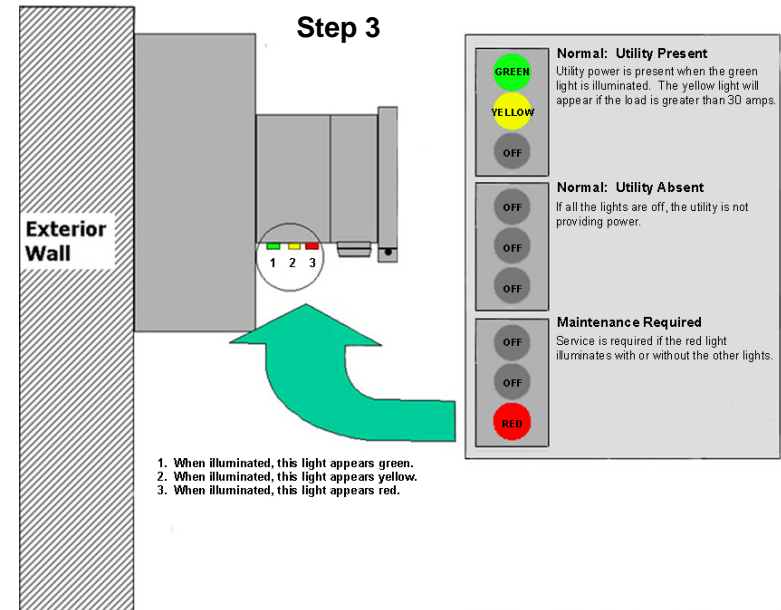 Step 3
Exterior
Wall
1 2 3
1. When illuminated, this light appears green.
2. When illuminated, this light appears yellow.
3. When illuminated, this light appears red.
GREEN
YELLOW
OFF
Normal: Utility Present
Utility power is present when the green
light is illuminated. The yellow light will
appear if the load is greater than 30 amps.
OFF
OFF
OFF
Normal: Utility Absent
If all the lights are off, the utility is not
providing power.
OFF
OFF
RED
Maintenance Required
Service is required if the red light
illuminates with or without the other lights.